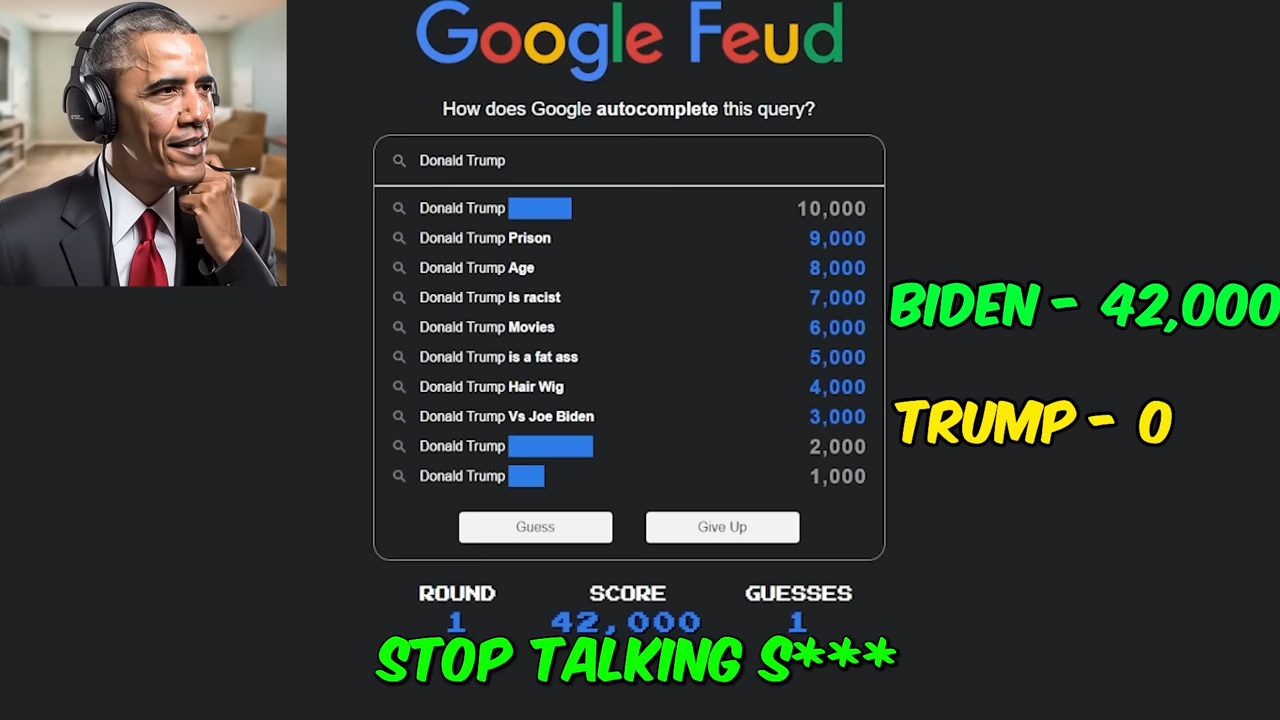 Google Feud
How does Google autocomplete this query?
Donald Trump
Donald Trump 10,000
Donald Trump Prison 9,000
Donald Trump Age 8,000
Donald Trump is racist 7,000
Donald Trump Movies 6,000
Donald Trump is a fat ass 5,000
Donald Trump Hair Wig 4,000
Donald Trump Vs Joe Biden 3,000
Donald Trump 2,000
Donald Trump 1,000
Guess Give Up
BIDEN - 42,000
TRUMP - 0
ROUND SCORE GUESSES
1 42,000 1
STOP TALKING S***